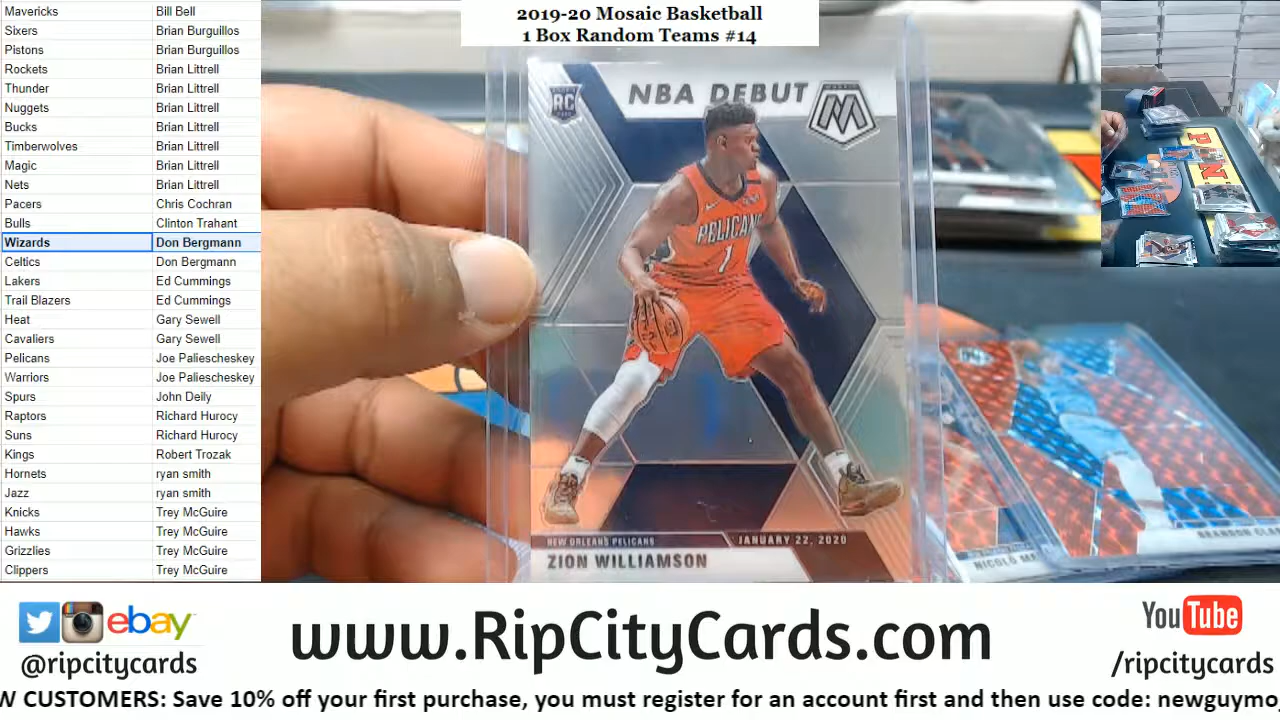 2019-20 Mosaic Basketball
1 Box Random Teams #14
Mavericks Bill Bell
Sixers Brian Burguillos
Pistons Brian Burguillos
Rockets Brian Littrell
Thunder Brian Littrell
Nuggets Brian Littrell
Bucks Brian Littrell
Timberwolves Brian Littrell
Magic Brian Littrell
Nets Brian Littrell
Pacers Chris Cochran
Bulls Clinton Trahant
Wizards Don Bergmann
Celtics Don Bergmann
Lakers Ed Cummings
Trail Blazers Ed Cummings
Heat Gary Sewell
Cavaliers Gary Sewell
Pelicans Joe Paliescheskey
Warriors Joe Paliescheskey
Spurs John Deily
Raptors Richard Hurocy
Suns Richard Hurocy
Kings Robert Trozak
Hornets ryan smith
Jazz ryan smith
Knicks Trey McGuire
Hawks Trey McGuire
Grizzlies Trey McGuire
Clippers Trey McGuire
RC
NBA DEBUT
M
PELICANS
1
NEW ORLEANS PELICANS JANUARY 22, 2020
ZION WILLIAMSON
NICOLO
BRANDON
ebay
@ripcitycards
www.RipCityCards.com
YouTube
/ripcitycards
W CUSTOMERS: Save 10% off your first purchase, you must register for an account first and then use code: newguymo